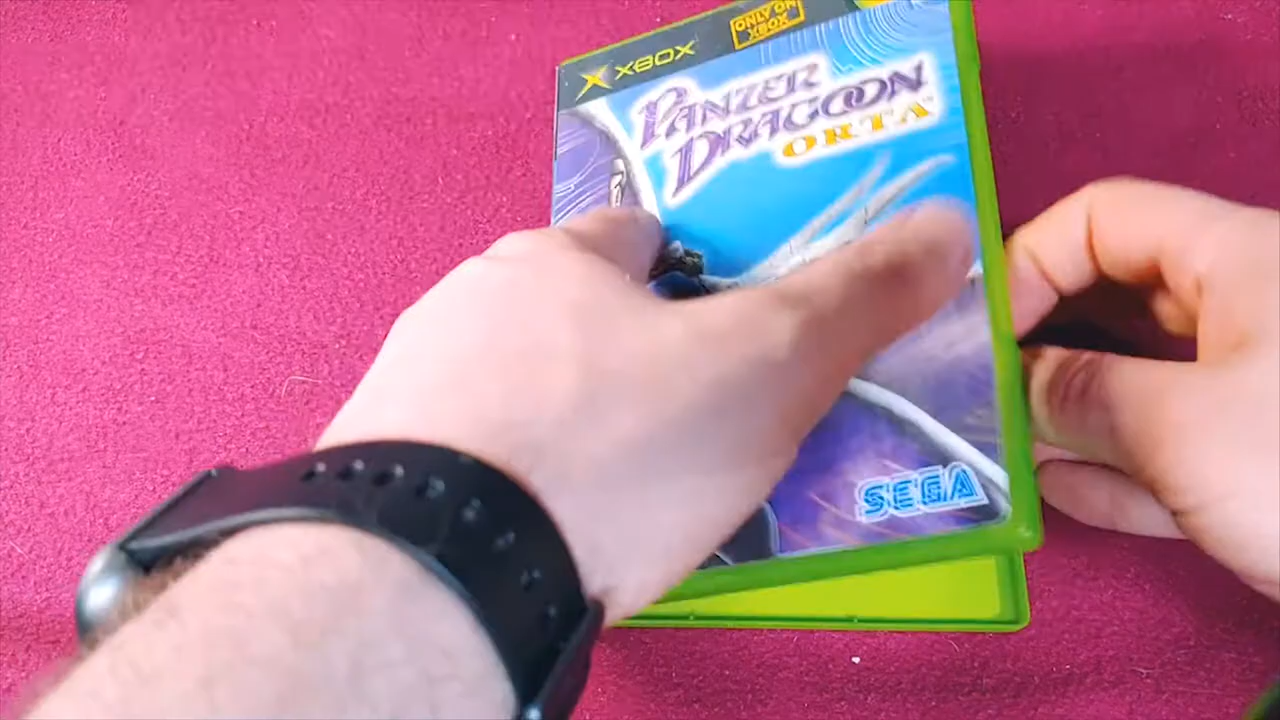 XBOX
ONLY ON
XBOX
PANZER
DRAGOON
ORTA
SEGA